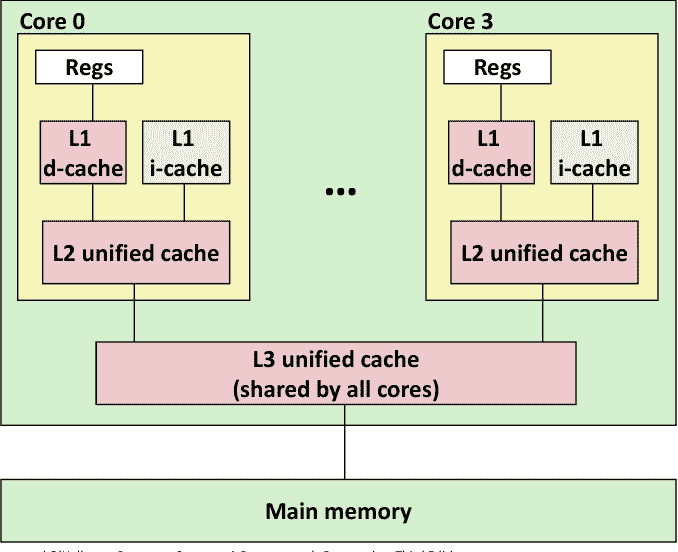 Core 0
Core 3
Regs
Regs
L1
d-cache
L1
i-cache
L1
d-cache
L1
i-cache
...
L2 unified cache
L2 unified cache
L3 unified cache
(shared by all cores)
Main memory